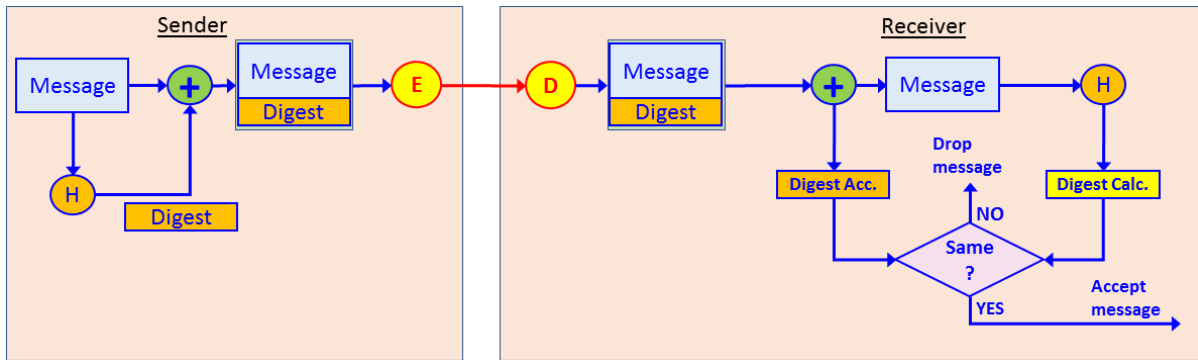 Sender
Message
+
Message
Digest
E
H
Digest
Receiver
D
Message
Digest
+
Message
H
Drop
message
Digest Acc.
Digest Calc.
NO
Same
?
YES
Accept
message